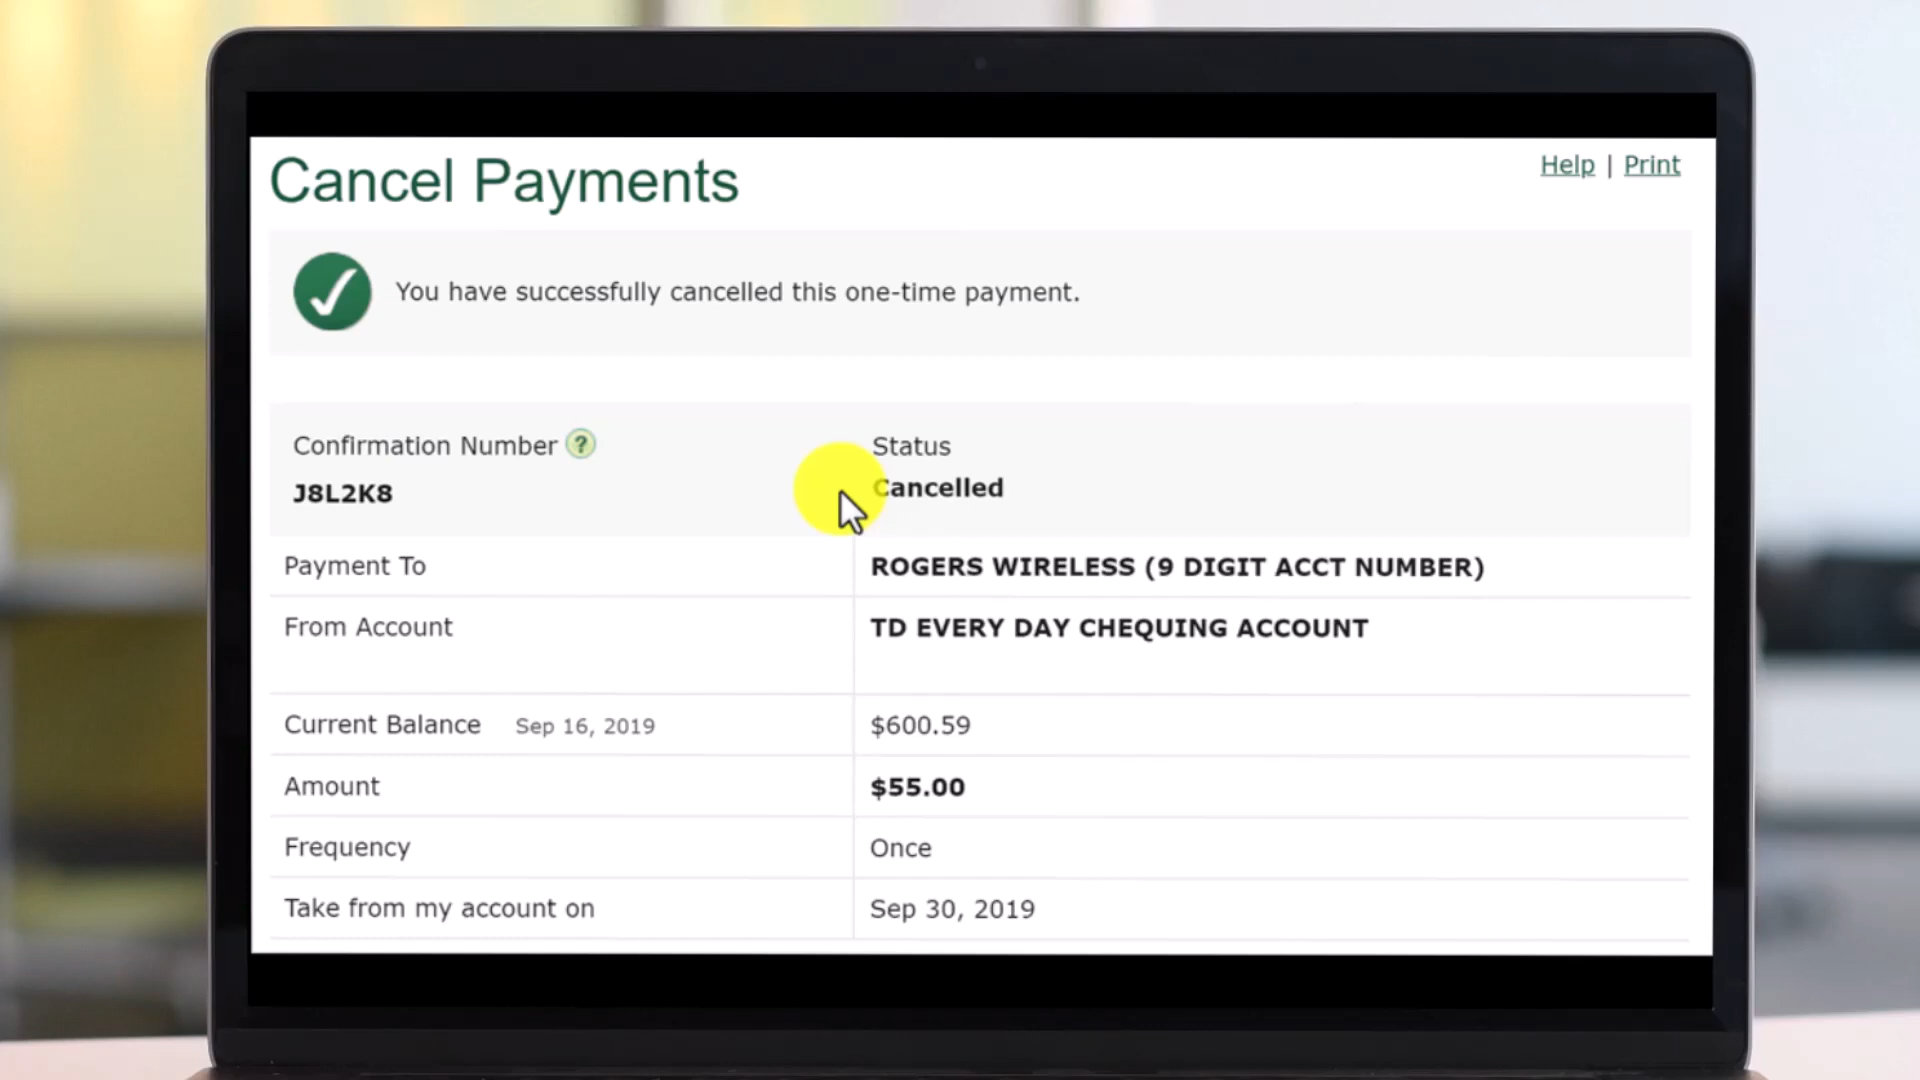 Cancel Payments
Help | Print
You have successfully cancelled this one-time payment.
Confirmation Number ?
Status
J8L2K8
Cancelled
Payment To
ROGERS WIRELESS (9 DIGIT ACCT NUMBER)
From Account
TD EVERY DAY CHEQUING ACCOUNT
Current Balance Sep 16, 2019
$600.59
Amount
$55.00
Frequency
Once
Take from my account on
Sep 30, 2019